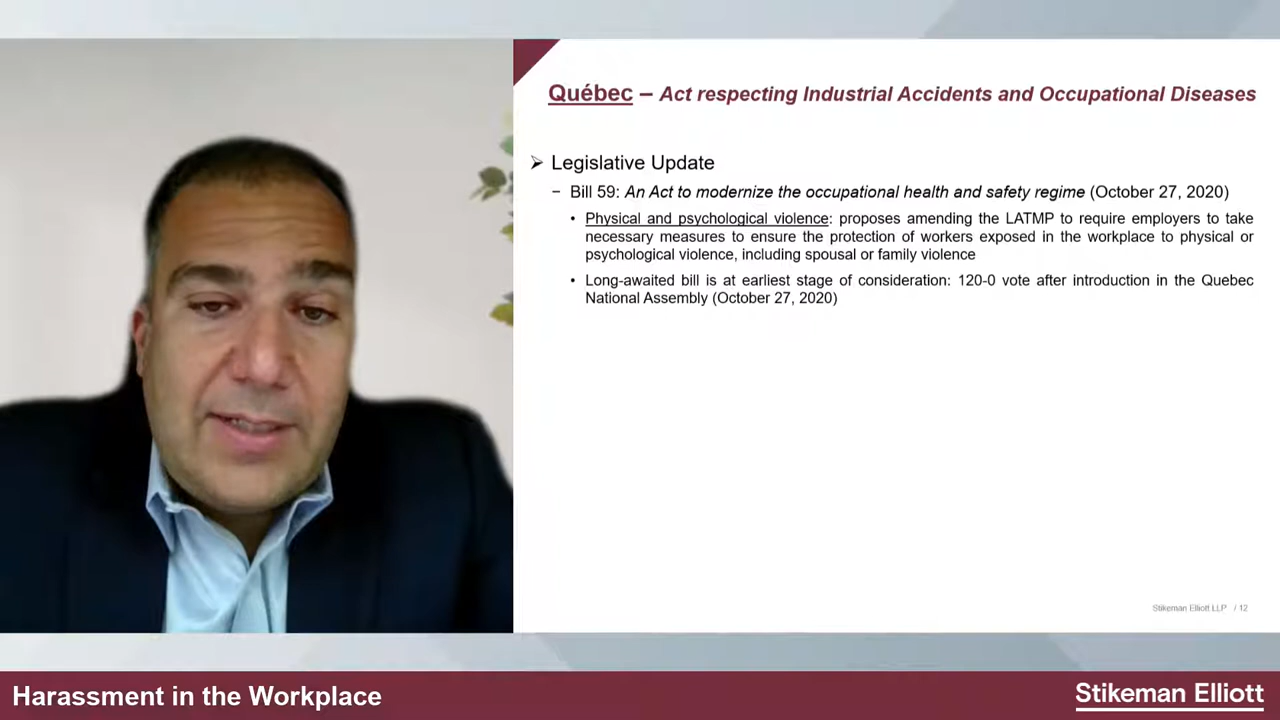 Québec – Act respecting Industrial Accidents and Occupational Diseases
➢ Legislative Update
– Bill 59: An Act to modernize the occupational health and safety regime (October 27, 2020)
• Physical and psychological violence: proposes amending the LATMP to require employers to take
necessary measures to ensure the protection of workers exposed in the workplace to physical or
psychological violence, including spousal or family violence
• Long-awaited bill is at earliest stage of consideration: 120-0 vote after introduction in the Quebec
National Assembly (October 27, 2020)
Stikeman Elliott LLP / 12
Harassment in the Workplace
Stikeman Elliott